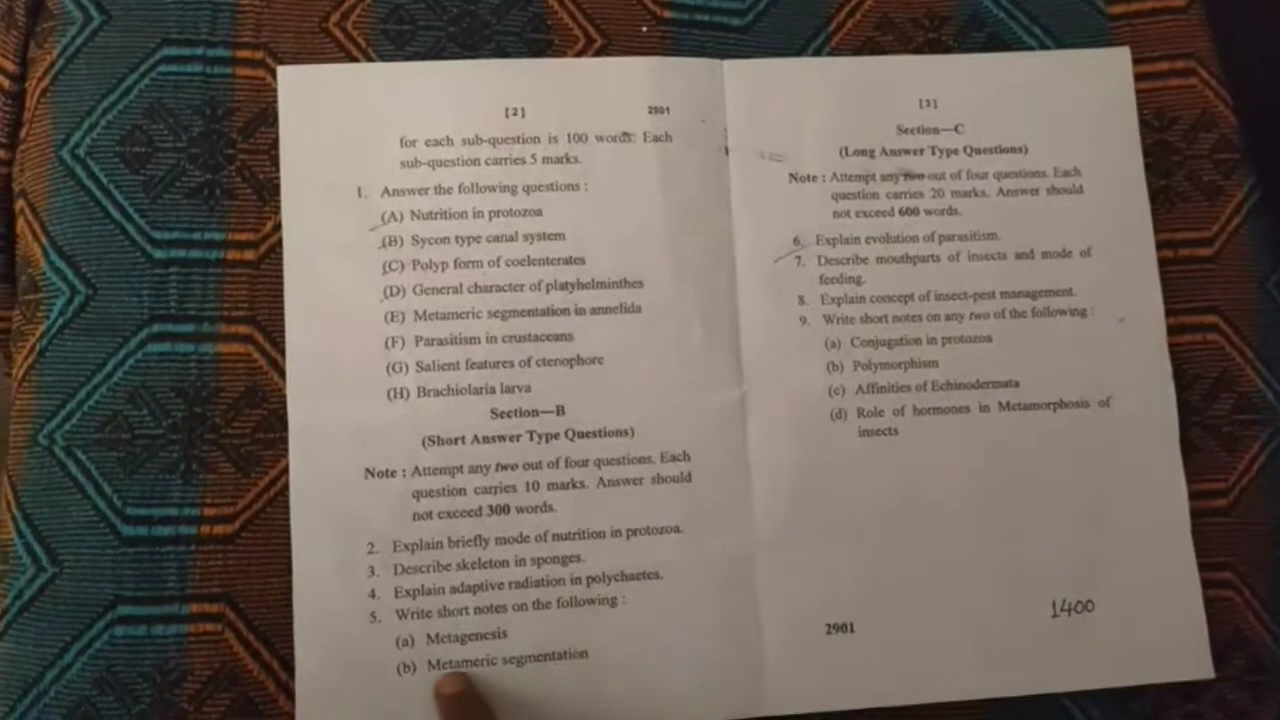 [2] 2901
for each sub-question is 100 words. Each
sub-question carries 5 marks.
1. Answer the following questions :
(A) Nutrition in protozoa
(B) Sycon type canal system
(C) Polyp form of coelenterates
(D) General character of platyhelminthes
(E) Metameric segmentation in annelida
(F) Parasitism in crustaceans
(G) Salient features of ctenophore
(H) Brachiolaria larva
Section—B
(Short Answer Type Questions)
Note : Attempt any two out of four questions. Each
question carries 10 marks. Answer should
not exceed 300 words.
2. Explain briefly mode of nutrition in protozoa.
3. Describe skeleton in sponges.
4. Explain adaptive radiation in polychaetes.
5. Write short notes on the following :
(a) Metagenesis
(b) Metameric segmentation
[3]
Section—C
(Long Answer Type Questions)
Note : Attempt any two out of four questions. Each
question carries 20 marks. Answer should
not exceed 600 words.
6. Explain evolution of parasitism.
7. Describe mouthparts of insects and mode of
feeding.
8. Explain concept of insect-pest management.
9. Write short notes on any two of the following :
(a) Conjugation in protozoa
(b) Polymorphism
(c) Affinities of Echinodermata
(d) Role of hormones in Metamorphosis of
insects
2901 1400